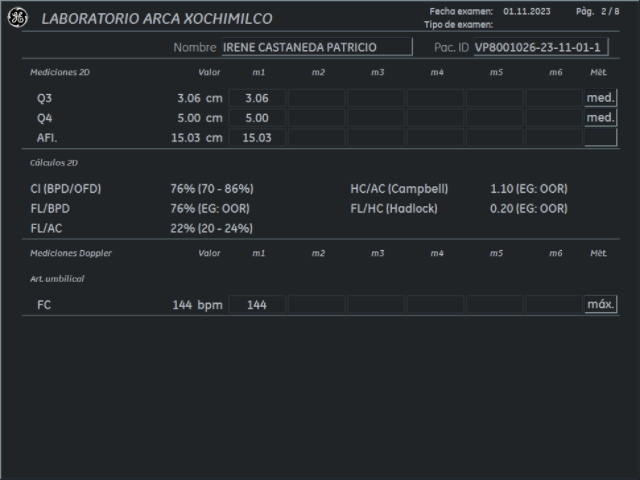 Fecha examen: 01.11.2023 Pàg. 2 / 8
LABORATORIO ARCA XOCHIMILCO
Tipo de examen:
Nombre IRENE CASTANEDA PATRICIO Pac. ID VP8001026-23-11-01-1
Mediciones 2D Valor m1 m2 m3 m4 m5 m6 Mèt.
Q3 3.06 cm 3.06 med.
Q4 5.00 cm 5.00 med.
AFI. 15.03 cm 15.03
Cálculos 2D
CI (BPD/OFD) 76% (70 - 86%) HC/AC (Campbell) 1.10 (EG: OOR)
FL/BPD 76% (EG: OOR) FL/HC (Hadlock) 0.20 (EG: OOR)
FL/AC 22% (20 - 24%)
Mediciones Doppler Valor m1 m2 m3 m4 m5 m6 Mèt.
Art. umbilical
FC 144 bpm 144 máx.